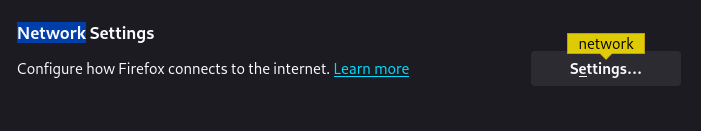 Network Settings
network
Configure how Firefox connects to the internet. Learn more
Settings...